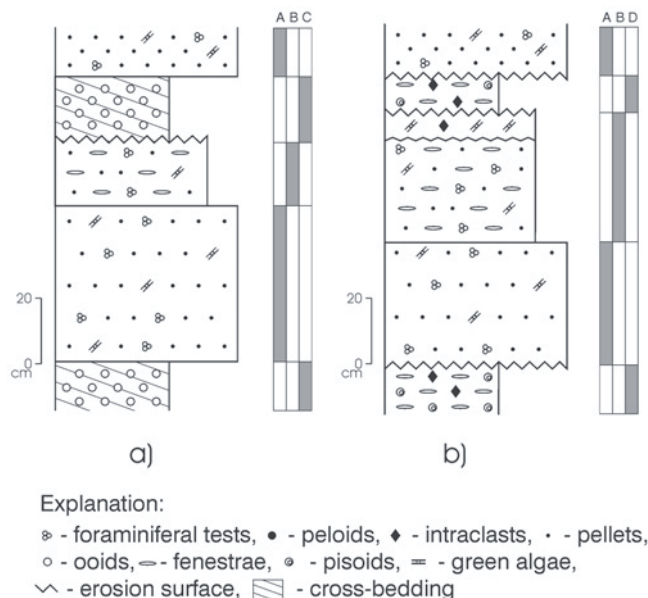 A B C
A B D
20
0
cm
20
0
cm
a)
b)
Explanation:
- foraminiferal tests, - peloids, - intraclasts, - pellets,
- ooids, - fenestrae, - pisoids, - green algae,
- erosion surface, - cross-bedding